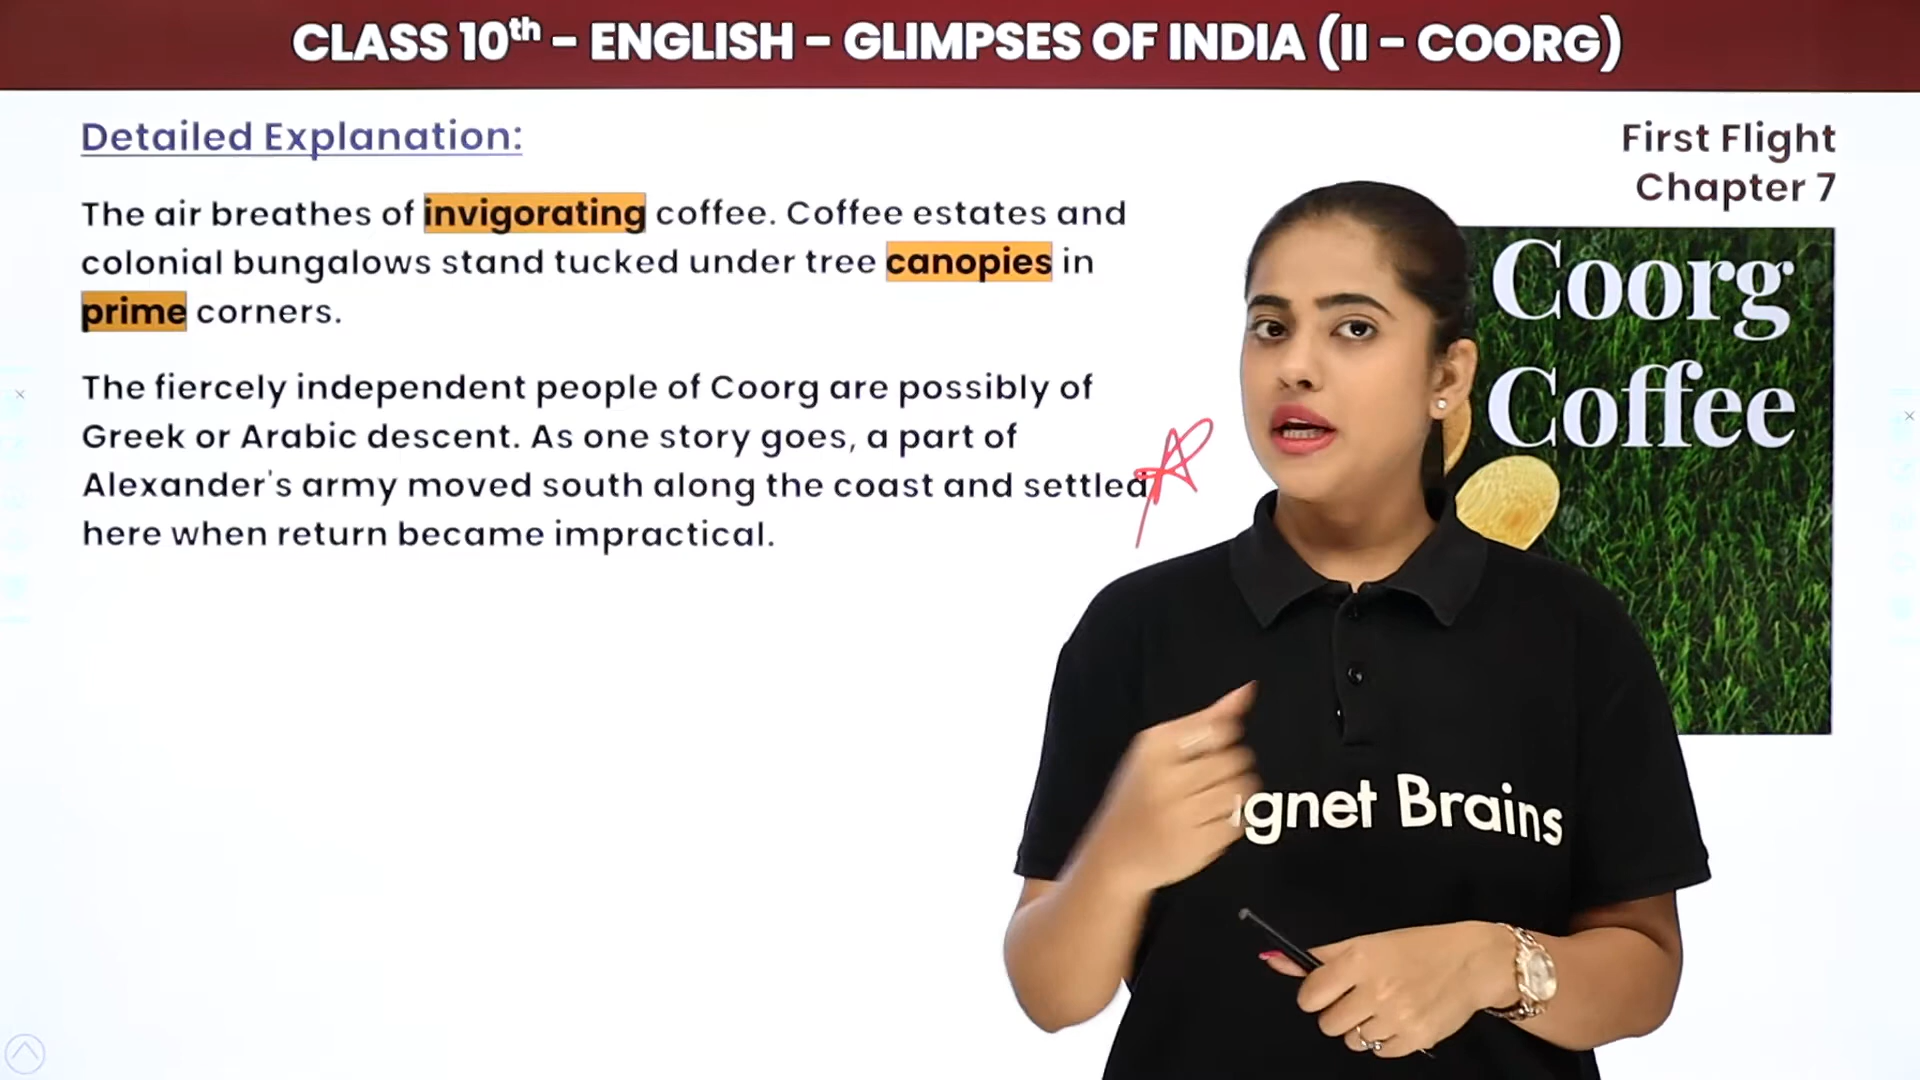 CLASS 10th – ENGLISH – GLIMPSES OF INDIA (II – COORG)
Detailed Explanation:
First Flight
Chapter 7
The air breathes of invigorating coffee. Coffee estates and
colonial bungalows stand tucked under tree canopies in
prime corners.
The fiercely independent people of Coorg are possibly of
Greek or Arabic descent. As one story goes, a part of
Alexander's army moved south along the coast and settled
here when return became impractical.
Coorg
Coffee
gnet Brains